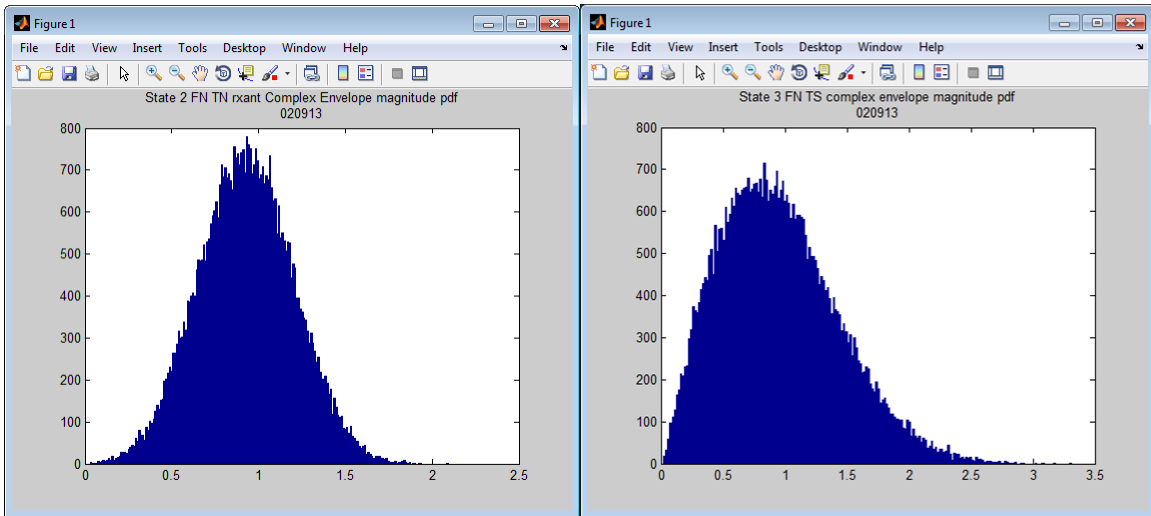 Figure 1
File Edit View Insert Tools Desktop Window Help
State 2 FN TN rxant Complex Envelope magnitude pdf
020913
800
700
600
500
400
300
200
100
0
0 0.5 1 1.5 2 2.5
Figure 1
File Edit View Insert Tools Desktop Window Help
State 3 FN TS complex envelope magnitude pdf
020913
800
700
600
500
400
300
200
100
0
0 0.5 1 1.5 2 2.5 3 3.5